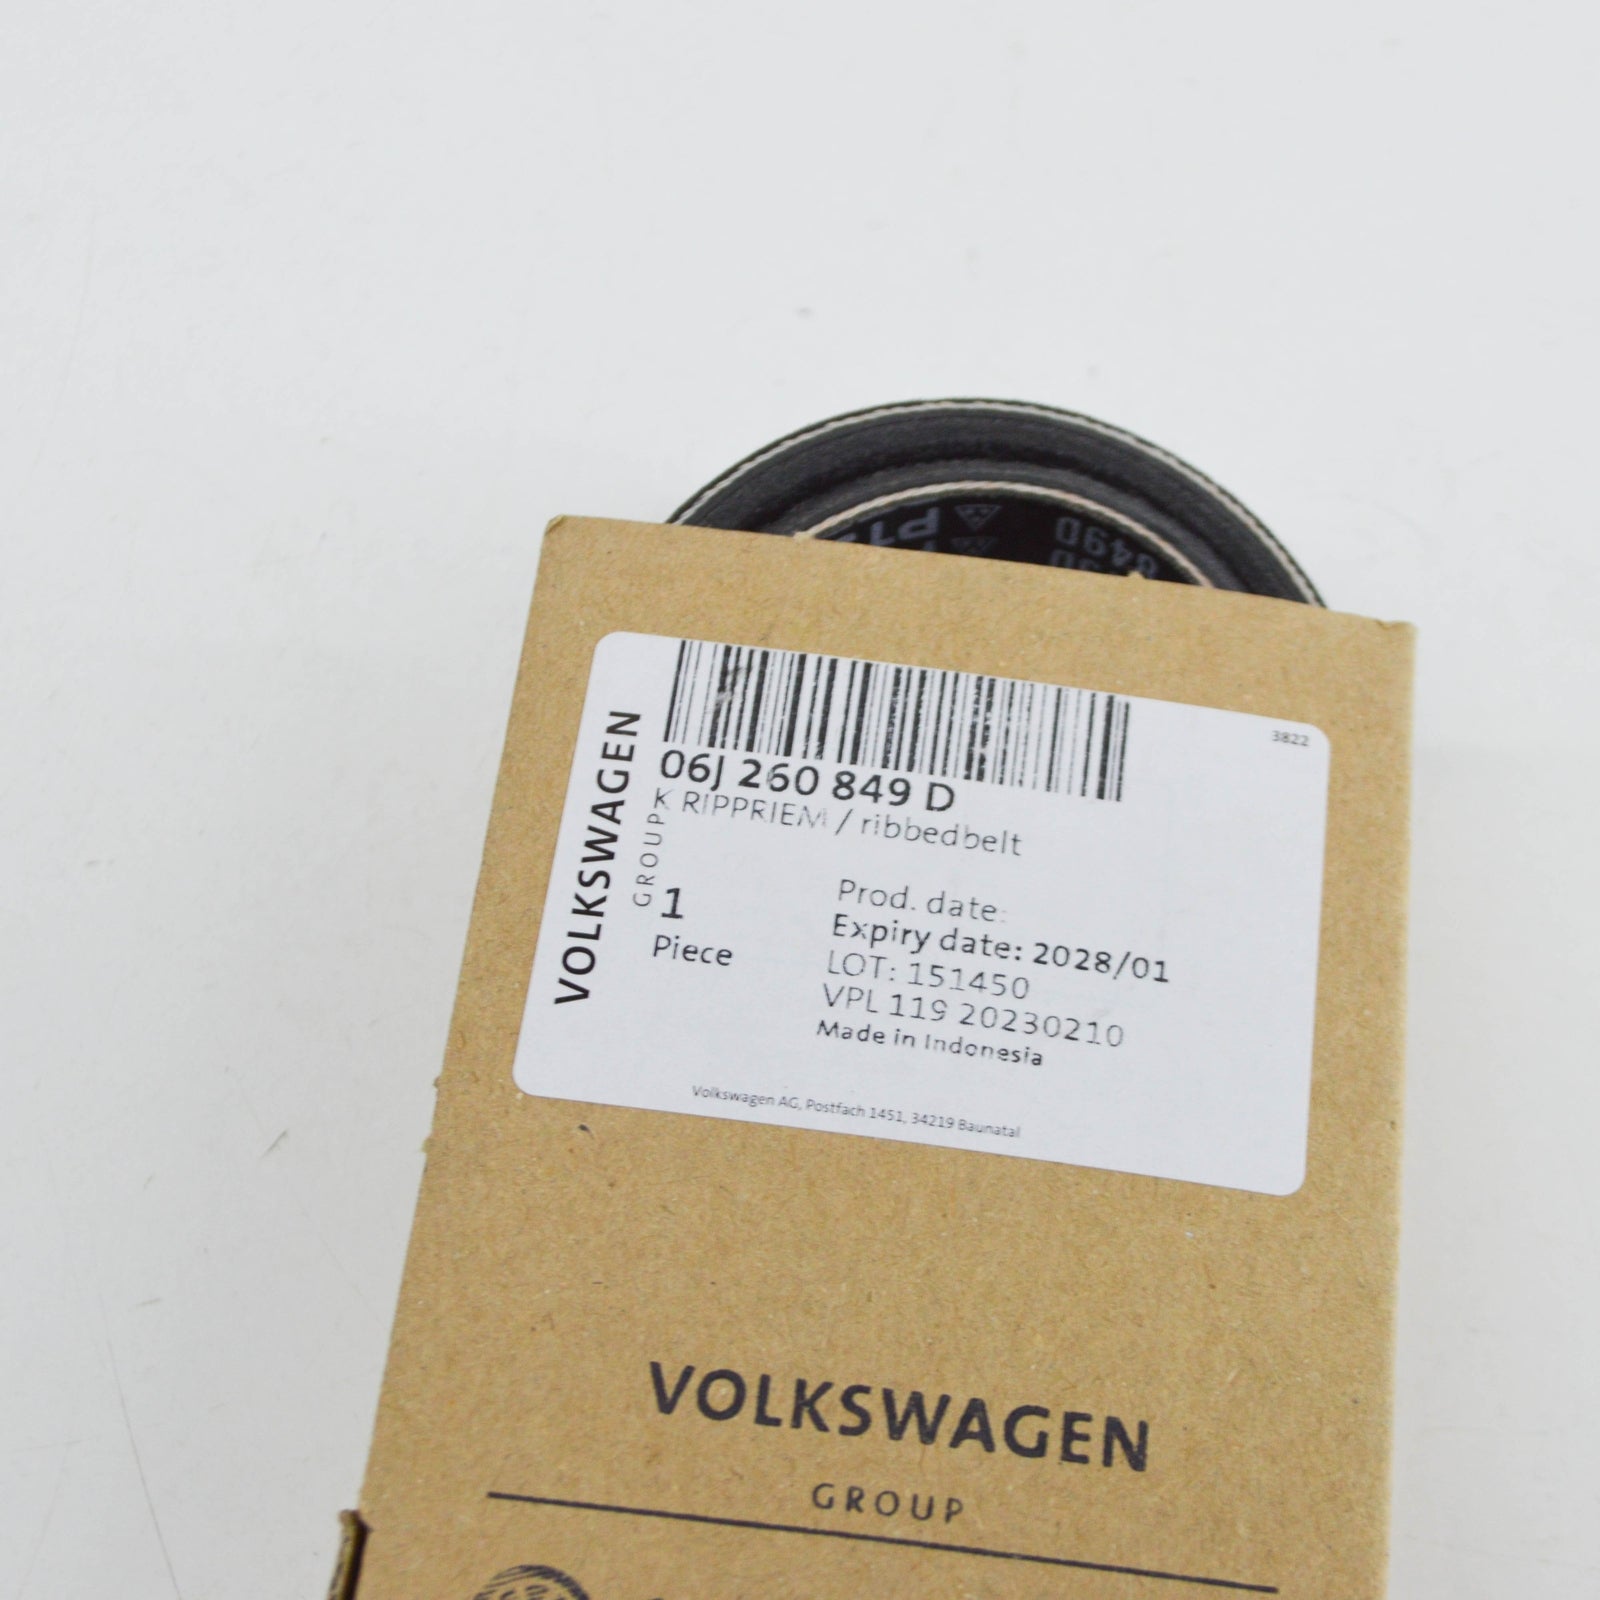 849D
3822
06J 260 849 D
K RIPPRIEM / ribbedbelt
VOLKSWAGEN
GROUP
1
Piece
Prod. date:
Expiry date: 2028/01
LOT: 151450
VPL 119 20230210
Made in Indonesia
Volkswagen AG, Postfach 1451, 34219 Baunatal
VOLKSWAGEN
GROUP